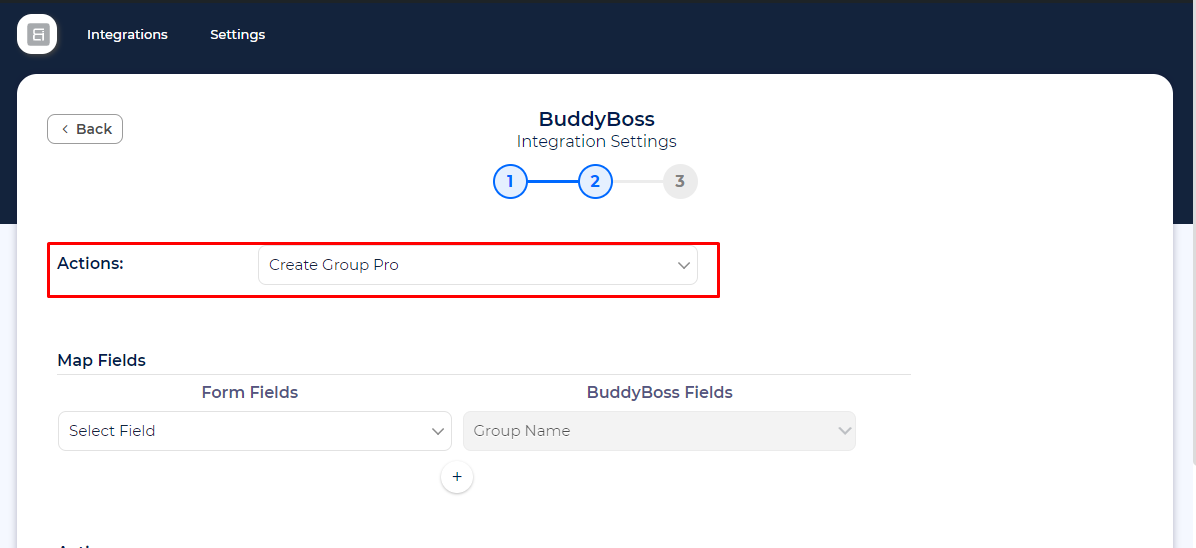 Integrations
Settings
Back
BuddyBoss
Integration Settings
1
2
3
Actions:
Create Group Pro
Map Fields
Form Fields
BuddyBoss Fields
Select Field
Group Name
+